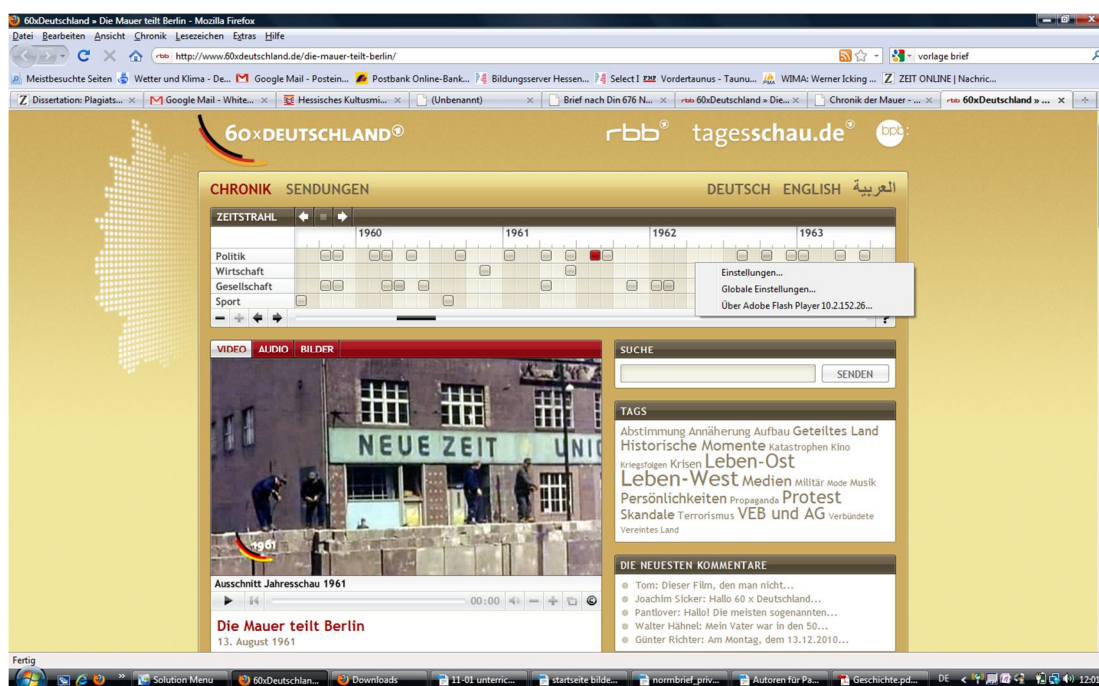 60xDeutschland » Die Mauer teilt Berlin - Mozilla Firefox
Datei Bearbeiten Ansicht Chronik Lesezeichen Extras Hilfe
http://www.60xdeutschland.de/die-mauer-teilt-berlin/ vorlage brief
Meistbesuchte Seiten Wetter und Klima - De... Google Mail - Postein... Postbank Online-Bank... Bildungsserver Hessen... Select I PHP Vordertaunus - Taunu... WIMA: Werner Icking ... ZEIT ONLINE | Nachric...
Dissertation: Plagiats... Google Mail - White... Hessisches Kultusmi... (Unbenannt) Brief nach Din 676 N... 60xDeutschland » Die... Chronik der Mauer - ... 60xDeutschland » ...
60xDEUTSCHLAND rbb tagesschau.de bpb:
CHRONIK SENDUNGEN DEUTSCH ENGLISH العربية
ZEITSTRAHL
1960 1961 1962 1963
Politik
Wirtschaft
Gesellschaft
Sport
Einstellungen...
Globale Einstellungen...
Über Adobe Flash Player 10.2.152.26...
?
VIDEO AUDIO BILDER
NEUE ZEIT UNI
1961
Ausschnitt Jahresschau 1961
00:00
Die Mauer teilt Berlin
13. August 1961
SUCHE
SENDEN
TAGS
Abstimmung Annäherung Aufbau Geteiltes Land
Historische Momente Katastrophen Kino
Kriegsfolgen Krisen Leben-Ost
Leben-West Medien Militär Mode Musik
Persönlichkeiten Propaganda Protest
Skandale Terrorismus VEB und AG Verbündete
Vereintes Land
DIE NEUESTEN KOMMENTARE
Tom: Dieser Film, den man nicht...
Joachim Sicker: Hallo 60 x Deutschland...
Pantlover: Hallo! Die meisten sogenannten...
Walter Hähnel: Mein Vater war in den 50...
Günter Richter: Am Montag, dem 13.12.2010...
Fertig
Solution Menu 60xDeutschlan... Downloads 11-01 unterric... startseite bilde... normbrief_priv... Autoren für Pa... Geschichte.pd... DE 12:01